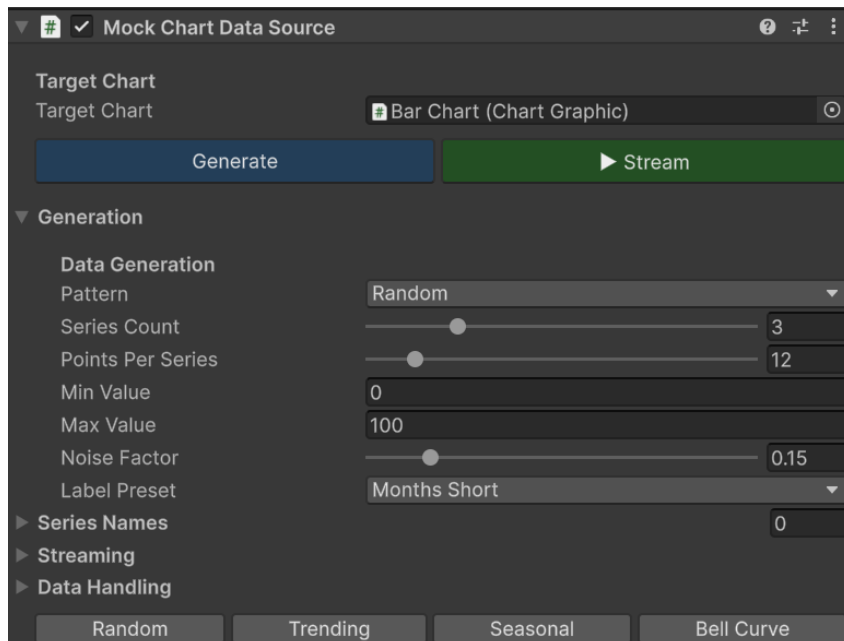 Mock Chart Data Source
Target Chart
Target Chart # Bar Chart (Chart Graphic)
Generate ▶ Stream
Generation
Data Generation
Pattern Random
Series Count 3
Points Per Series 12
Min Value 0
Max Value 100
Noise Factor 0.15
Label Preset Months Short
Series Names 0
Streaming
Data Handling
Random Trending Seasonal Bell Curve